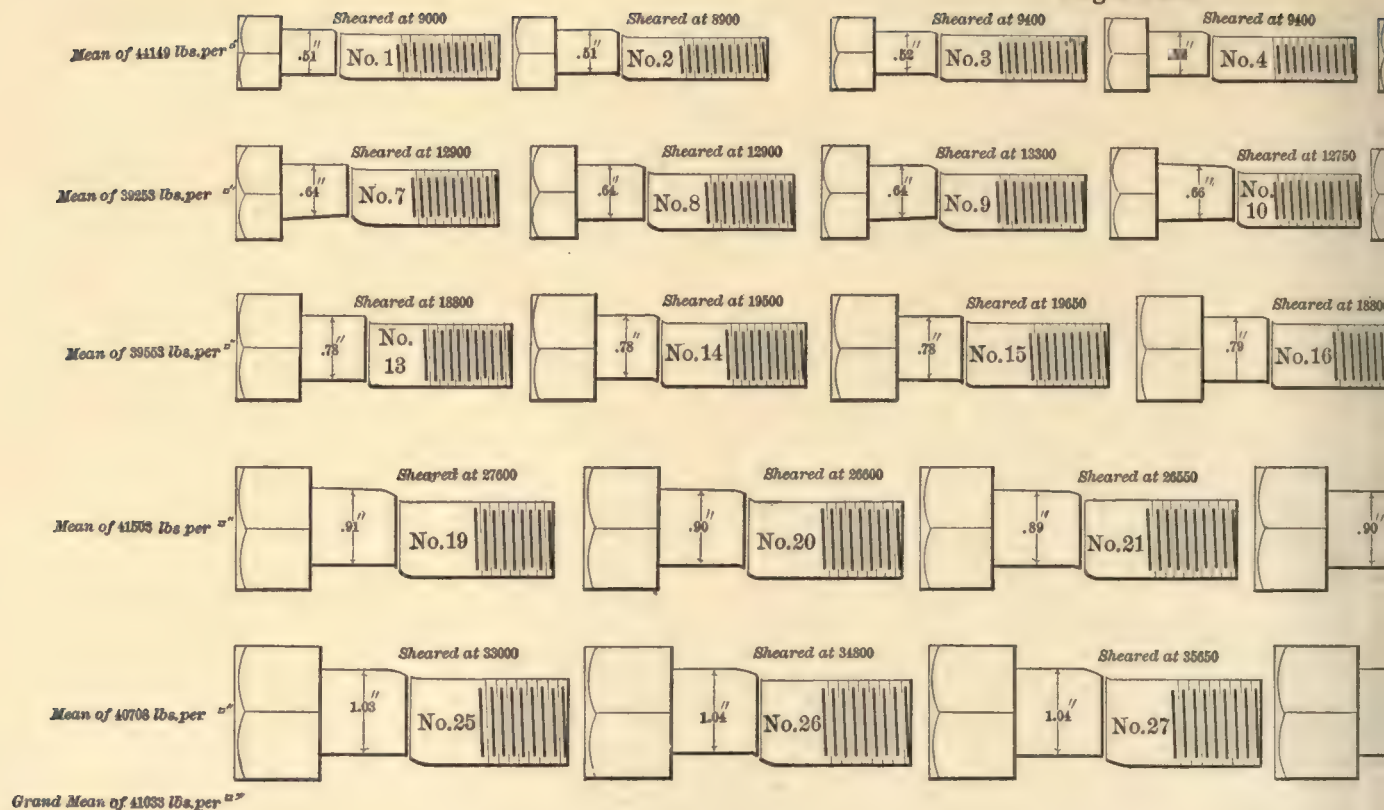 Sheared at 9000 Sheared at 8900 Sheared at 9400 Sheared at 9400
Mean of 44149 lbs. per □" .51" No. 1 .51" No. 2 .52" No. 3 No. 4
Sheared at 12900 Sheared at 12900 Sheared at 13300 Sheared at 12750
Mean of 39253 lbs. per □" .64" No. 7 .64" No. 8 .64" No. 9 .66" No.
10
Sheared at 18800 Sheared at 19500 Sheared at 19650 Sheared at 18800
Mean of 39553 lbs. per □" .78" No. .78" No. 14 .78" No. 15 .79" No. 16
13
Sheared at 27600 Sheared at 26600 Sheared at 26550
Mean of 41503 lbs per □" .91" No. 19 .90" No. 20 .89" No. 21 .90"
Sheared at 33000 Sheared at 34800 Sheared at 35650
Mean of 40708 lbs. per □" 1.03" No. 25 1.04" No. 26 1.04" No. 27
Grand Mean of 41033 lbs. per □"